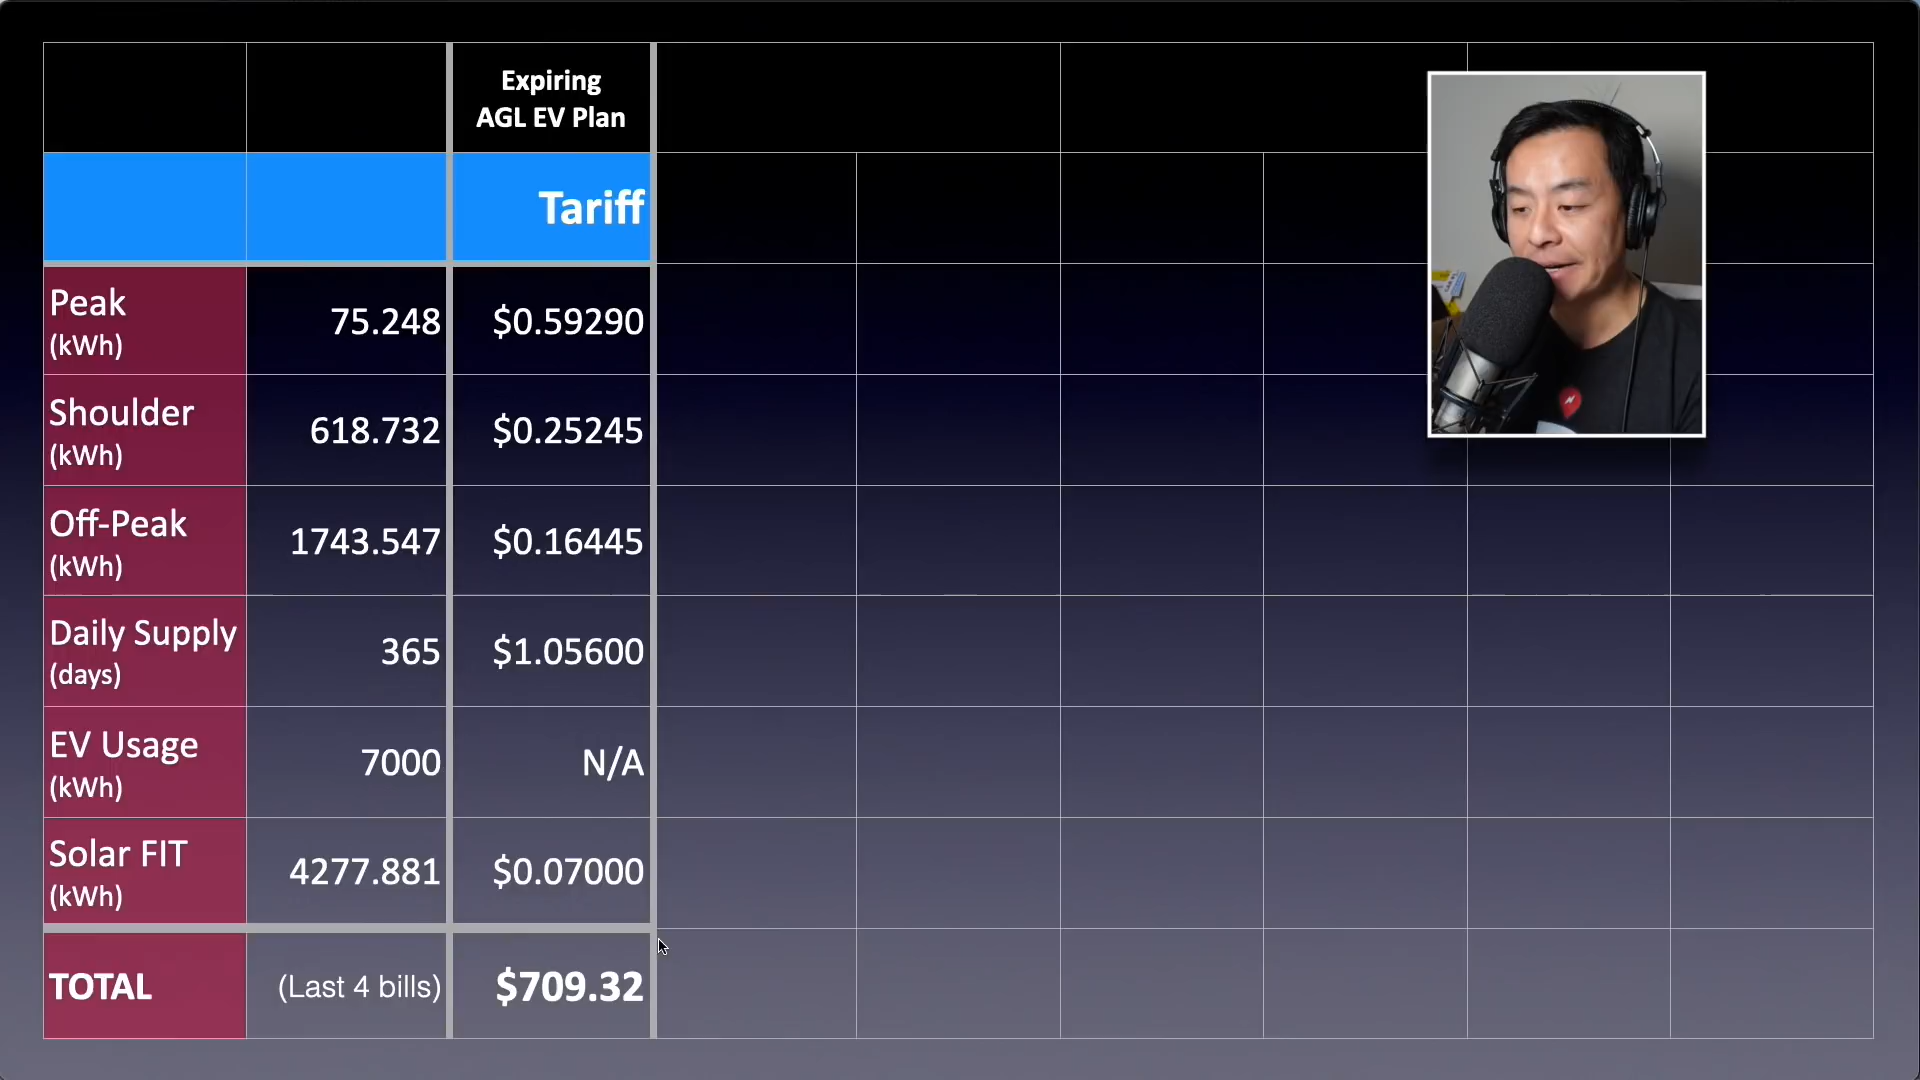 Expiring
AGL EV Plan
Tariff
Peak
(kWh)
75.248
$0.59290
Shoulder
(kWh)
618.732
$0.25245
Off-Peak
(kWh)
1743.547
$0.16445
Daily Supply
(days)
365
$1.05600
EV Usage
(kWh)
7000
N/A
Solar FIT
(kWh)
4277.881
$0.07000
TOTAL
(Last 4 bills)
$709.32